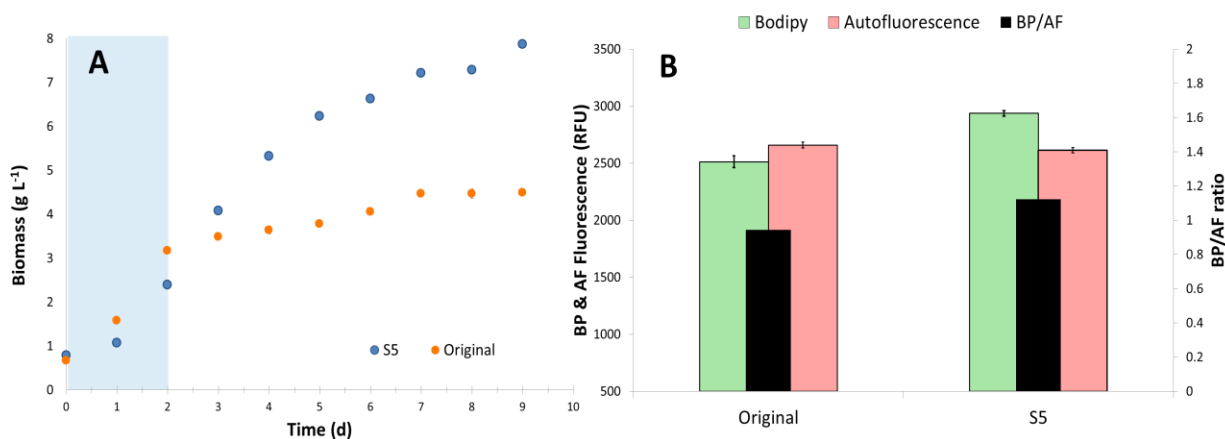 A
Biomass (g L-1)
8
7
6
5
4
3
2
1
0
0 1 2 3 4 5 6 7 8 9 10
Time (d)
S5 Original
Bodipy Autofluorescence BP/AF
B
BP & AF Fluorescence (RFU)
3500
3000
2500
2000
1500
1000
500
2
1.8
1.6
1.4
1.2
1
0.8
0.6
0.4
0.2
0
BP/AF ratio
Original S5